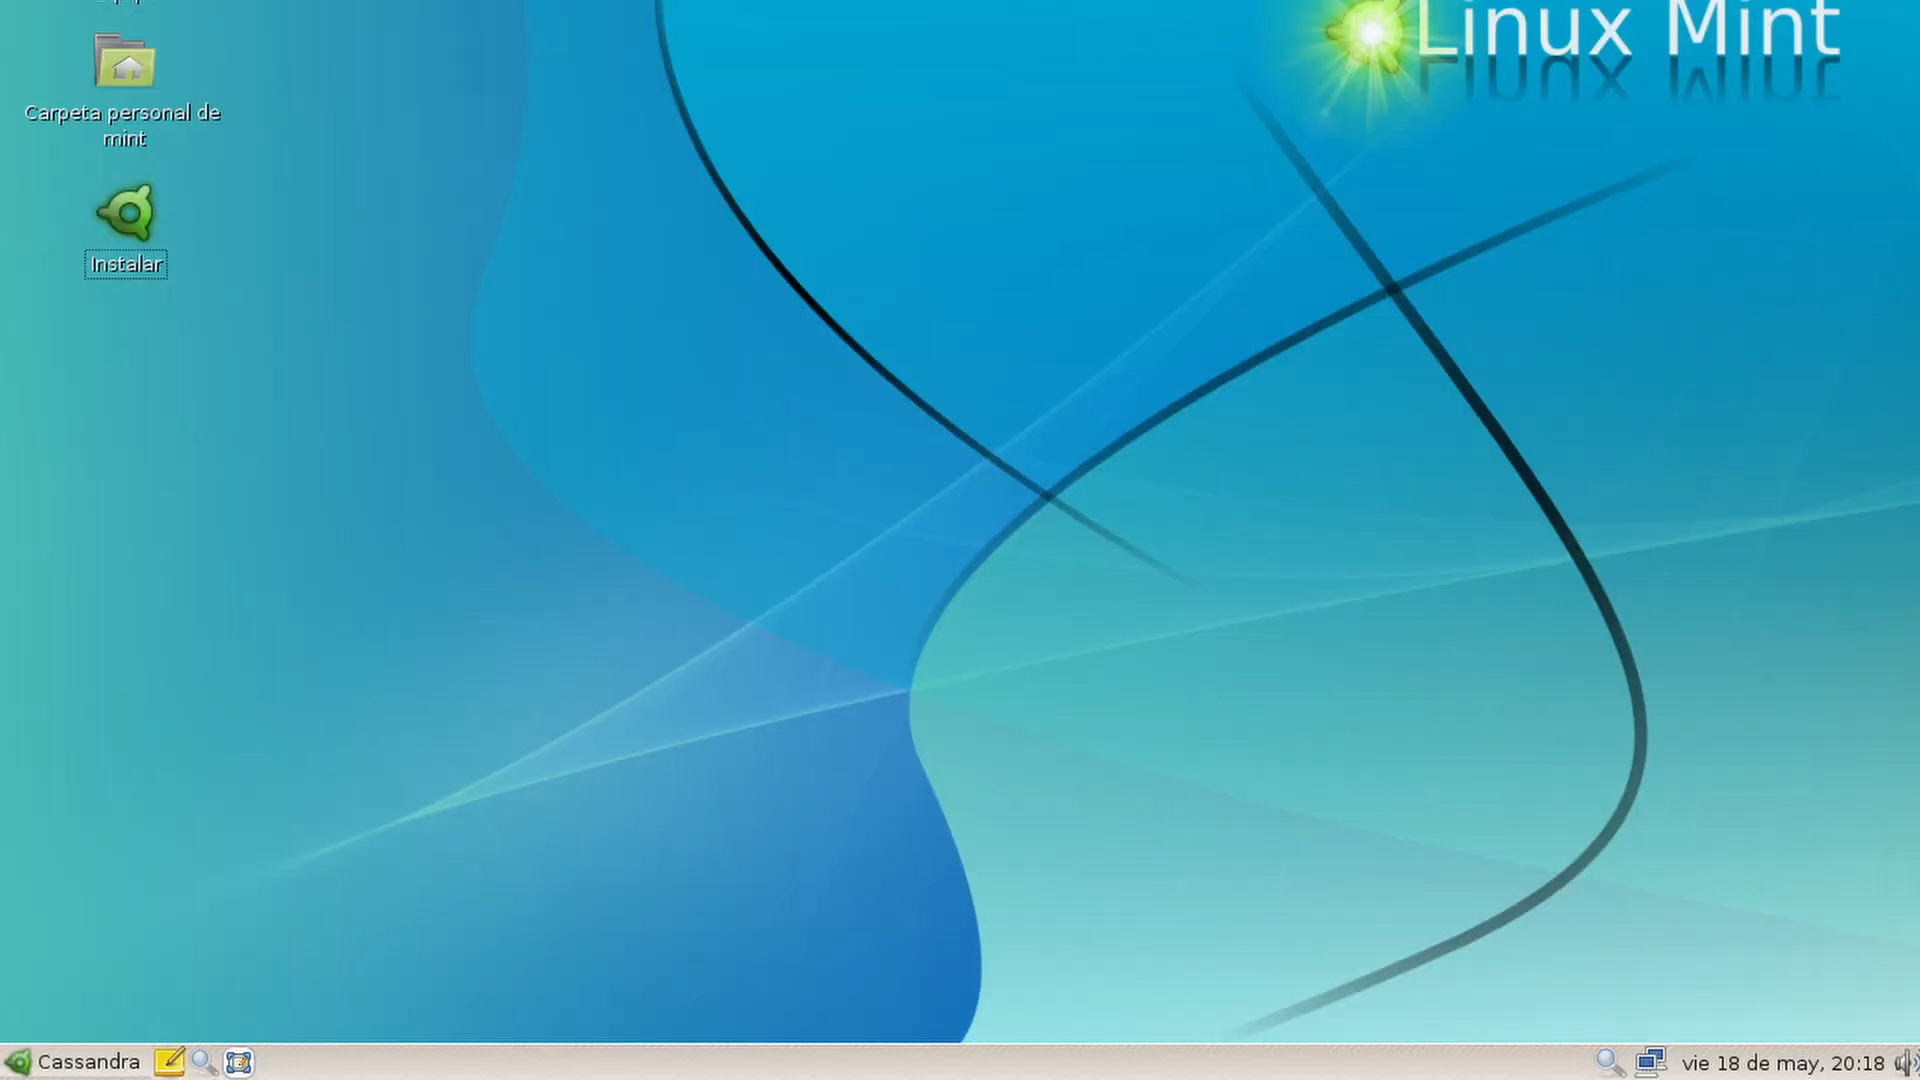 Linux Mint
Carpeta personal de
mint
Instalar
Cassandra
vie 18 de may, 20:18